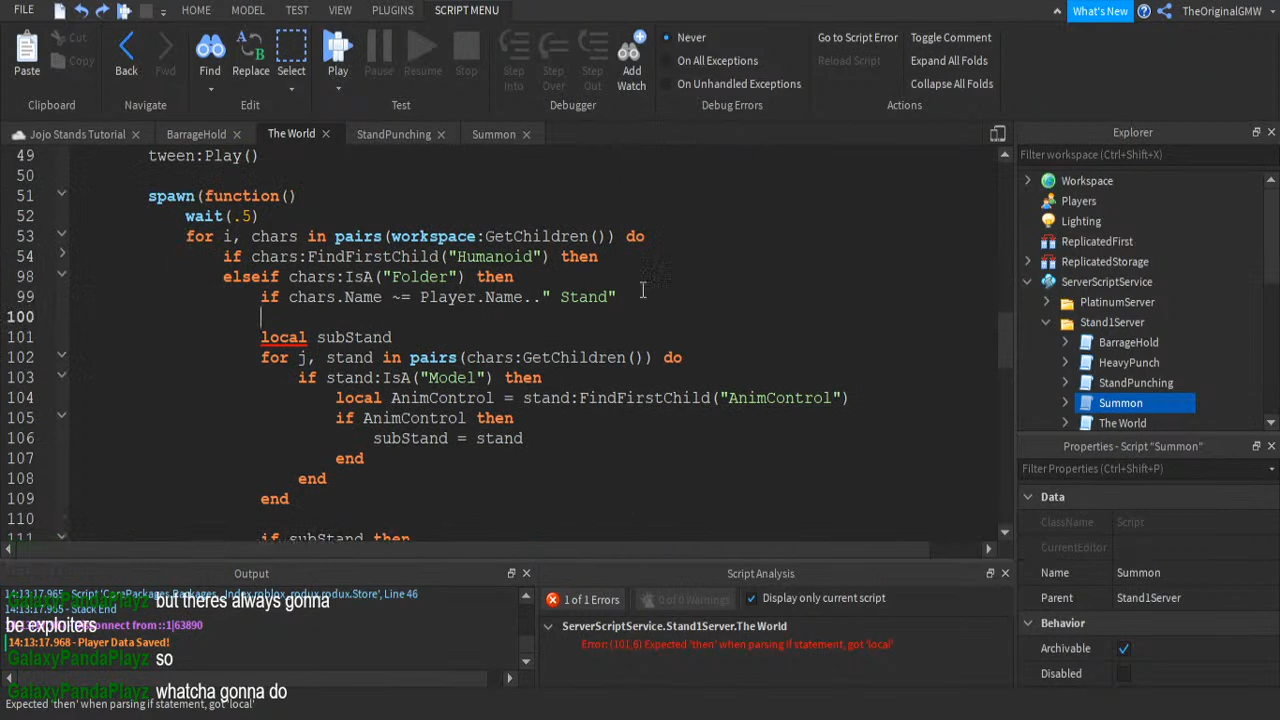 FILE HOME MODEL TEST VIEW PLUGINS SCRIPT MENU What's New TheOriginalGMW
Paste Cut Copy Back Fwd Find Replace Select Play Pause Resume Stop Step Into Step Over Step Out Add Watch Never On All Exceptions On Unhandled Exceptions Go to Script Error Reload Script Toggle Comment Expand All Folds Collapse All Folds
Clipboard Navigate Edit Test Debugger Debug Errors Actions
Jojo Stands Tutorial BarrageHold The World StandPunching Summon
49 tween:Play()
50
51 spawn(function()
52 wait(.5)
53 for i, chars in pairs(workspace:GetChildren()) do
54 if chars:FindFirstChild("Humanoid") then
98 elseif chars:IsA("Folder") then
99 if chars.Name ~= Player.Name.." Stand"
100
101 local subStand
102 for j, stand in pairs(chars:GetChildren()) do
103 if stand:IsA("Model") then
104 local AnimControl = stand:FindFirstChild("AnimControl")
105 if AnimControl then
106 subStand = stand
107 end
108 end
109 end
110
111 if subStand then
Explorer
Filter workspace (Ctrl+Shift+X)
Workspace
Players
Lighting
ReplicatedFirst
ReplicatedStorage
ServerScriptService
PlatinumServer
Stand1Server
BarrageHold
HeavyPunch
StandPunching
Summon
The World
Properties - Script "Summon"
Filter Properties (Ctrl+Shift+P)
Data
ClassName Script
CurrentEditor
Name Summon
Parent Stand1Server
Behavior
Archivable
Disabled
Output
14:13:17.965 - Stack End
14:13:17.968 - Player Data Saved!
GalaxyPandaPlayz but theres always gonna
be exploiters
GalaxyPandaPlayz so
GalaxyPandaPlayz whatcha gonna do
Expected 'then' when parsing if statement, got 'local'
Script Analysis
1 of 1 Errors 0 of 0 Warnings Display only current script
ServerScriptService.Stand1Server.The World
Error: (101,6) Expected 'then' when parsing if statement, got 'local'